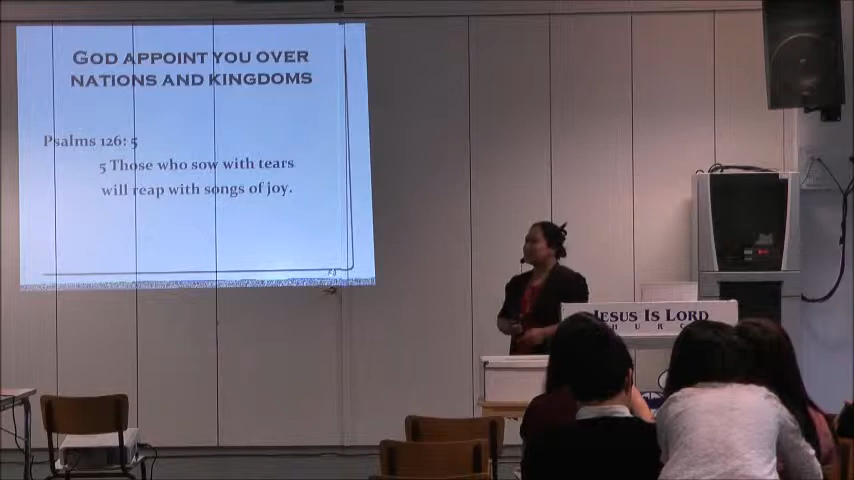 GOD APPOINT YOU OVER
NATIONS AND KINGDOMS
Psalms 126: 5
5 Those who sow with tears
will reap with songs of joy.
JESUS IS LORD
HURC